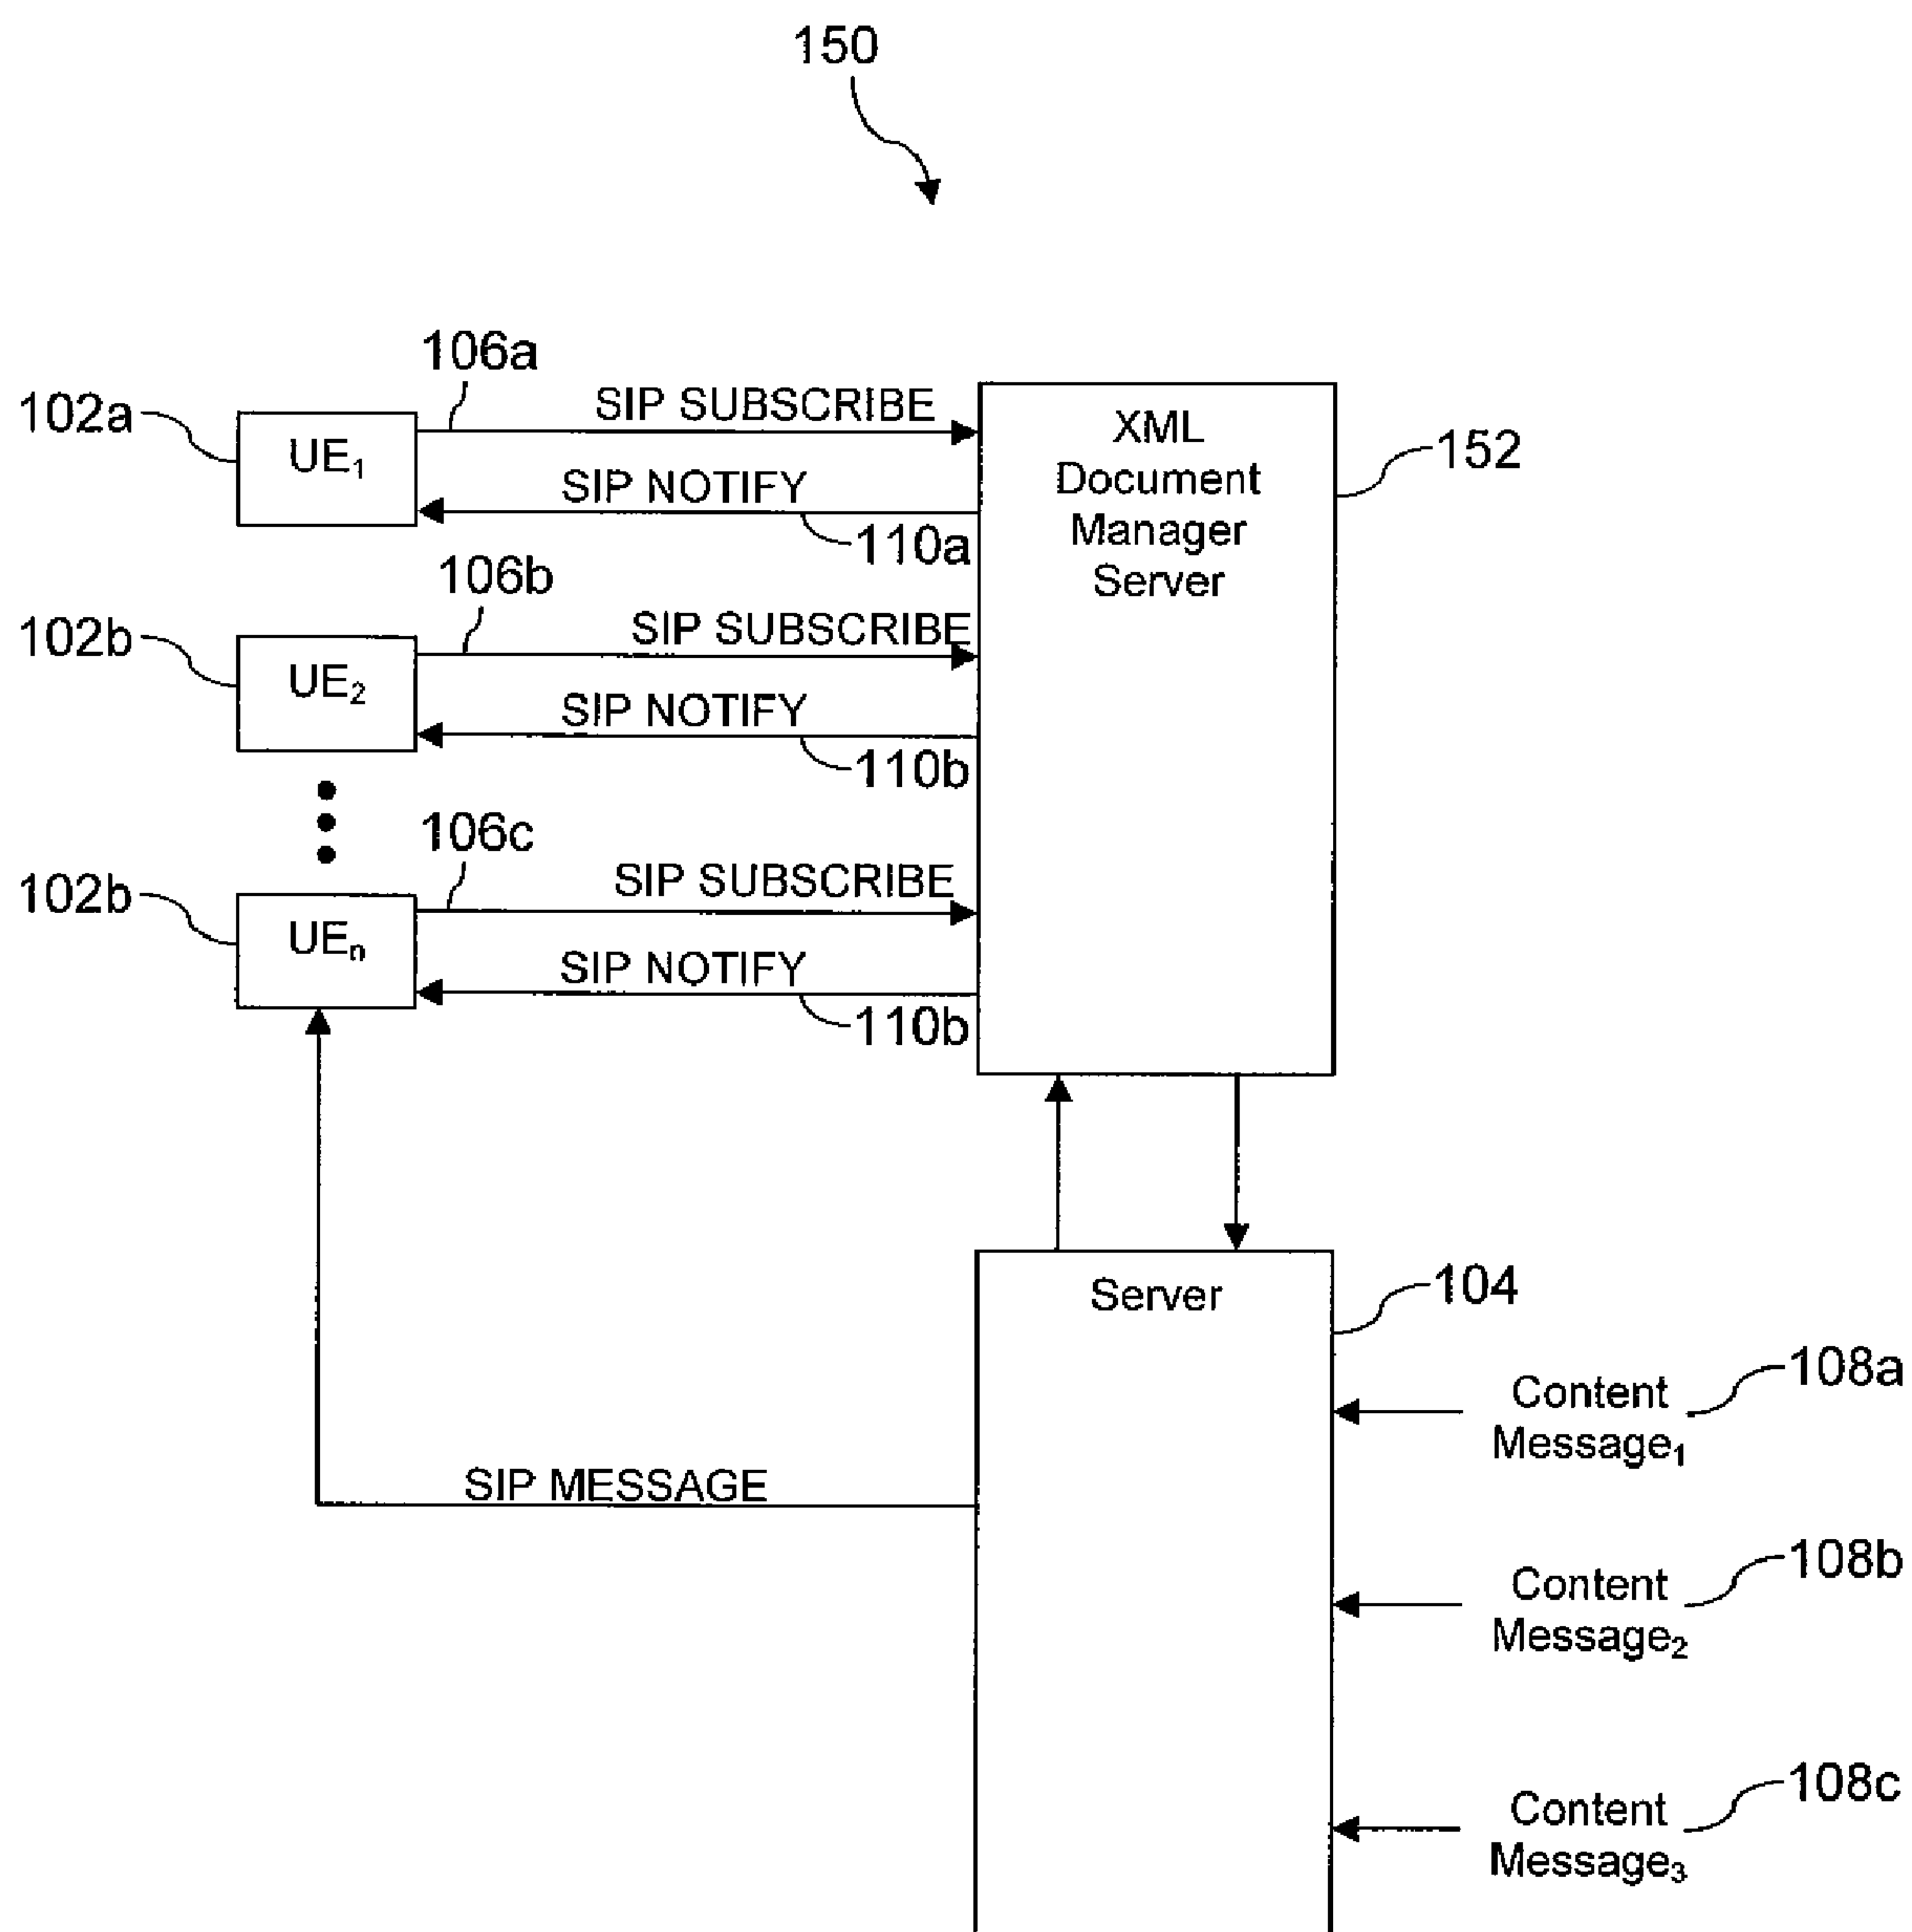 150
106a
SIP SUBSCRIBE
102a
UE₁
XML
Document
Manager
Server
152
SIP NOTIFY
110a
106b
SIP SUBSCRIBE
102b
UE₂
SIP NOTIFY
110b
106c
SIP SUBSCRIBE
102b
UEₙ
SIP NOTIFY
110b
Server
104
108a
Content
Message₁
SIP MESSAGE
108b
Content
Message₂
108c
Content
Message₃